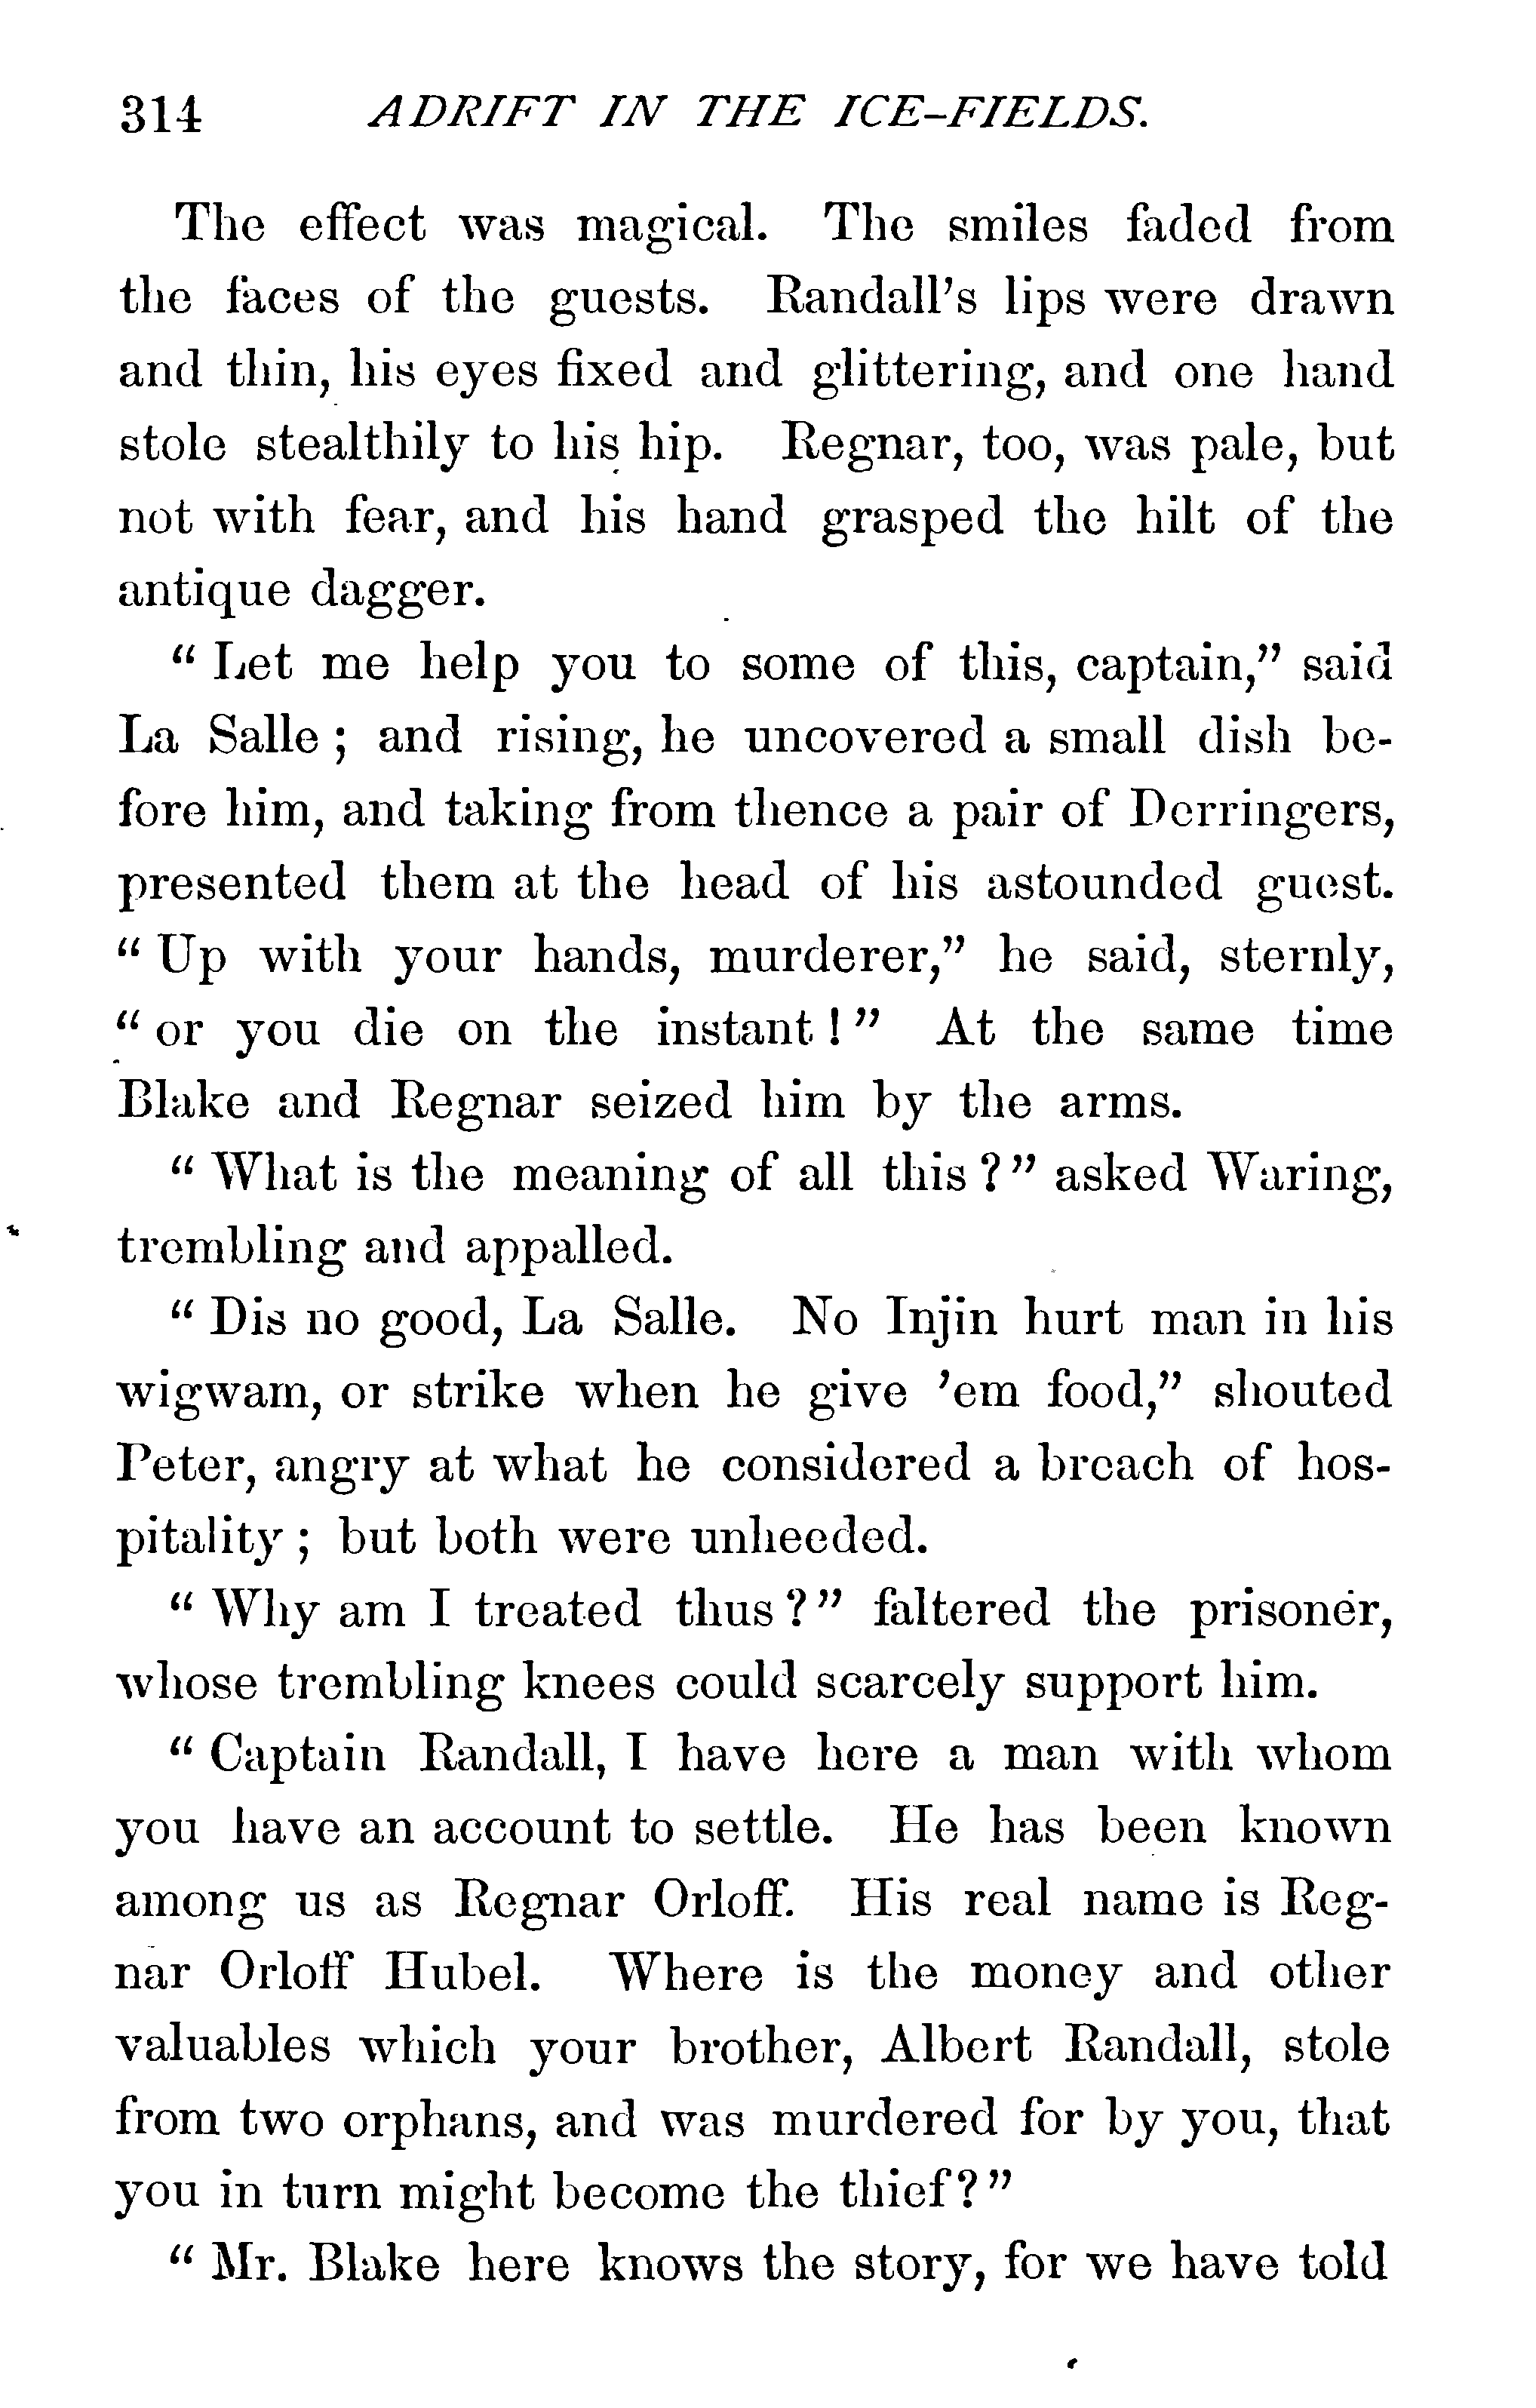 314 ADRIFT IN THE ICE-FIELDS.
The effect was magical. The smiles faded from
the faces of the guests. Randall's lips were drawn
and thin, his eyes fixed and glittering, and one hand
stole stealthily to his hip. Regnar, too, was pale, but
not with fear, and his hand grasped the hilt of the
antique dagger.
“ Let me help you to some of this, captain,” said
La Salle ; and rising, he uncovered a small dish be-
fore him, and taking from thence a pair of Derringers,
presented them at the head of his astounded guest.
“ Up with your hands, murderer,” he said, sternly,
“ or you die on the instant ! ” At the same time
Blake and Regnar seized him by the arms.
“ What is the meaning of all this ? ” asked Waring,
trembling and appalled.
“ Dis no good, La Salle. No Injin hurt man in his
wigwam, or strike when he give ’em food,” shouted
Peter, angry at what he considered a breach of hos-
pitality ; but both were unheeded.
“ Why am I treated thus ? ” faltered the prisoner,
whose trembling knees could scarcely support him.
“ Captain Randall, I have here a man with whom
you have an account to settle. He has been known
among us as Regnar Orloff. His real name is Reg-
nar Orloff Hubel. Where is the money and other
valuables which your brother, Albert Randall, stole
from two orphans, and was murdered for by you, that
you in turn might become the thief ? ”
“ Mr. Blake here knows the story, for we have told